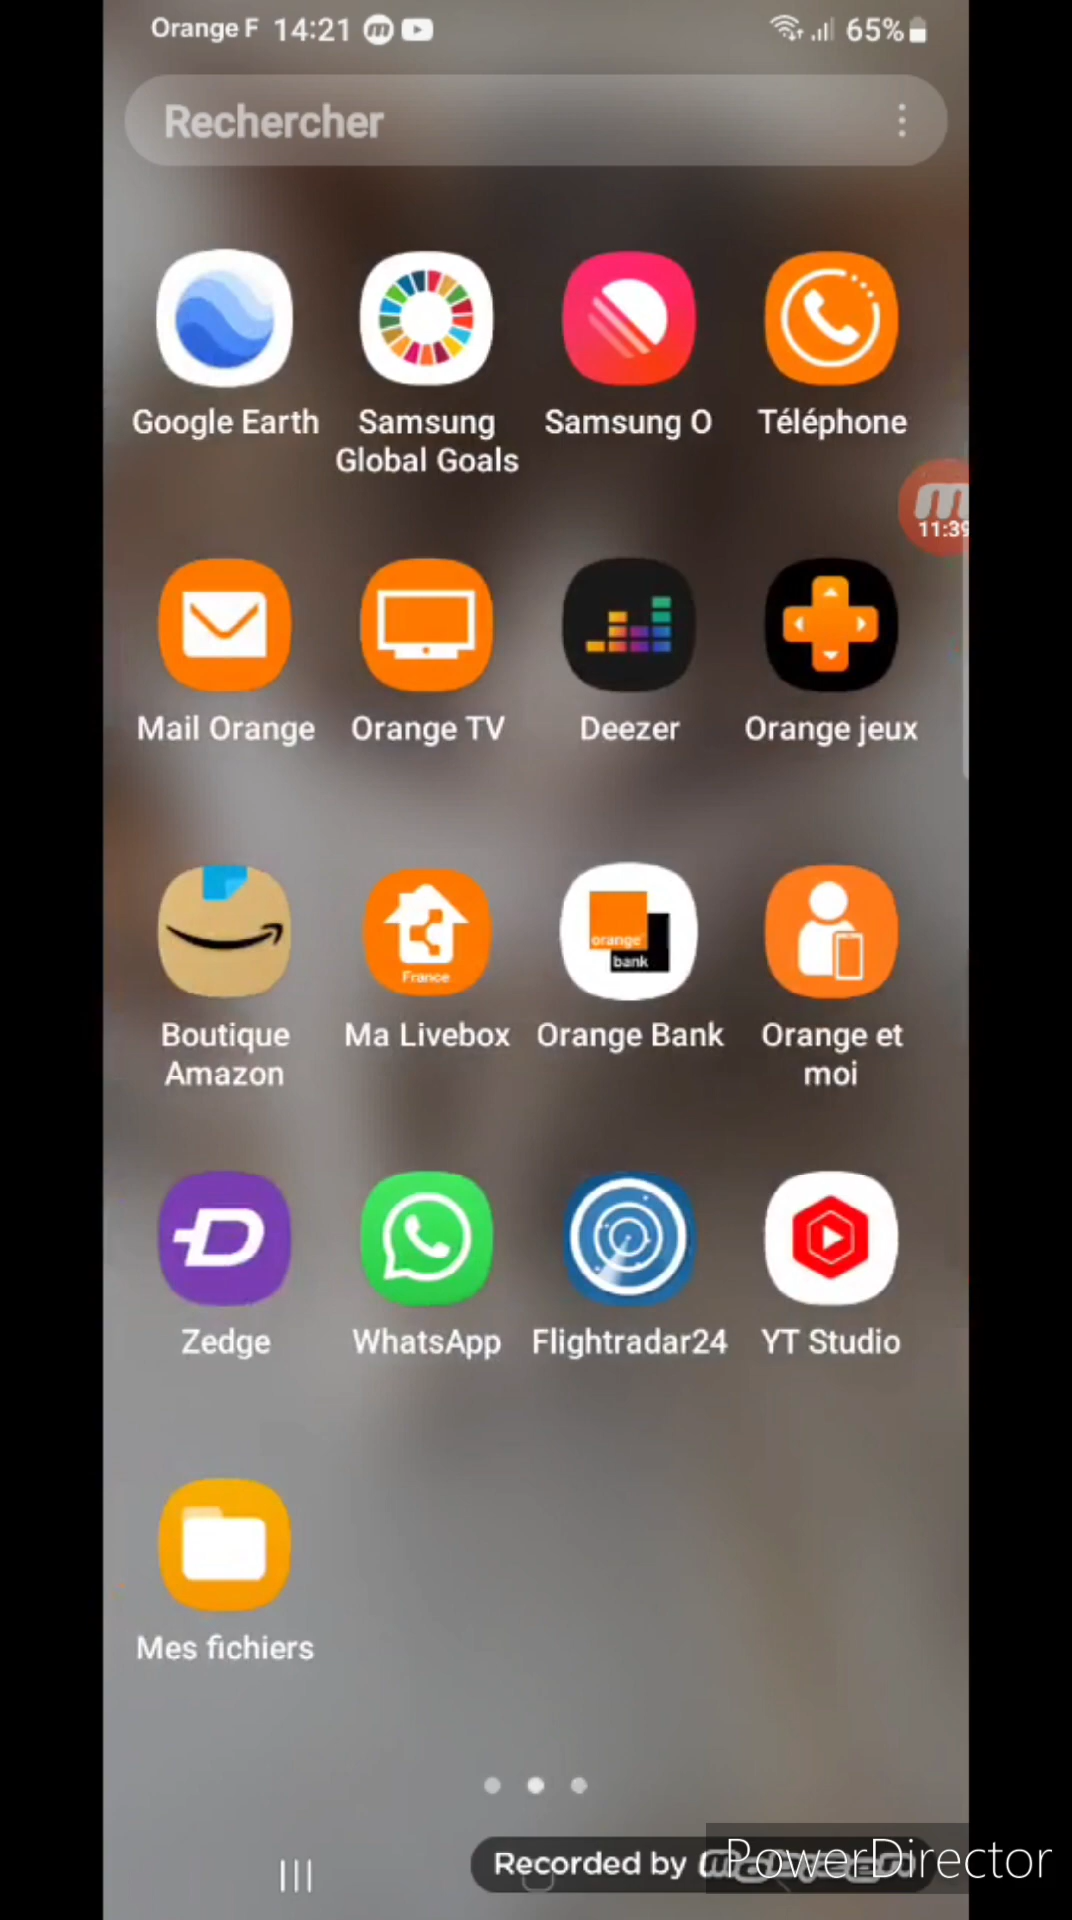 Orange F 14:21
65%
Rechercher
Google Earth
Samsung Global Goals
Samsung O
Téléphone
11:39
Mail Orange
Orange TV
Deezer
Orange jeux
France
orange
bank
Boutique Amazon
Ma Livebox
Orange Bank
Orange et moi
Zedge
WhatsApp
Flightradar24
YT Studio
Mes fichiers
Recorded by
PowerDirector